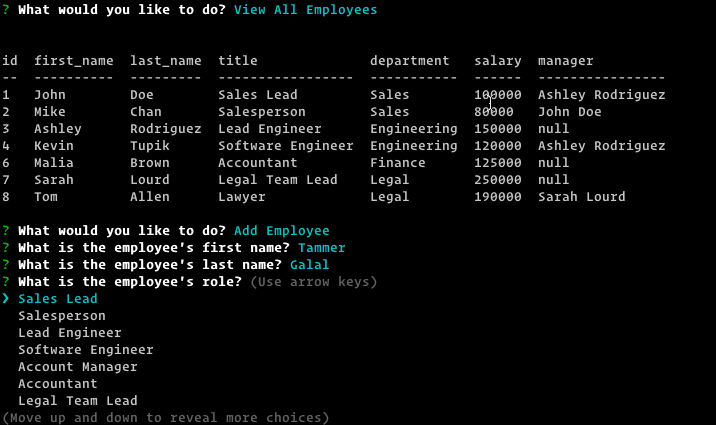 ? What would you like to do? View All Employees
id  first_name  last_name  title              department   salary  manager
--  ----------  ---------  -----------------  -----------  ------  ----------------
1   John        Doe        Sales Lead         Sales        100000  Ashley Rodriguez
2   Mike        Chan       Salesperson        Sales        80000   John Doe
3   Ashley      Rodriguez  Lead Engineer      Engineering  150000  null
4   Kevin       Tupik      Software Engineer  Engineering  120000  Ashley Rodriguez
6   Malia       Brown      Accountant         Finance      125000  null
7   Sarah       Lourd      Legal Team Lead    Legal        250000  null
8   Tom         Allen      Lawyer             Legal        190000  Sarah Lourd
? What would you like to do? Add Employee
? What is the employee's first name? Tammer
? What is the employee's last name? Galal
? What is the employee's role? (Use arrow keys)
❯ Sales Lead
  Salesperson
  Lead Engineer
  Software Engineer
  Account Manager
  Accountant
  Legal Team Lead
(Move up and down to reveal more choices)